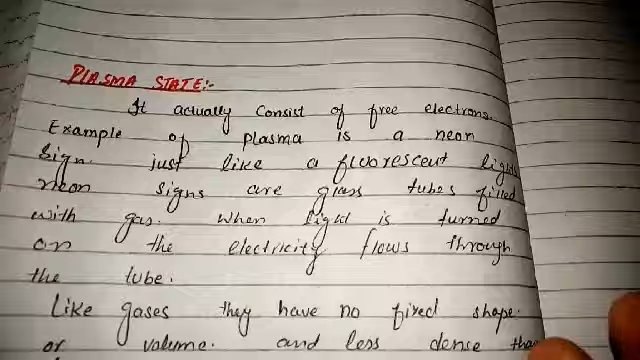 PLASMA STATE:-
It actually consist of free electrons.
Example of plasma is a neon
sign. just like a fluorescent lights
neon signs are glass tubes filled
with gas. when light is turned
on the electricity flows through
the tube.
Like gases they have no fixed shape.
or volume. and less dense than